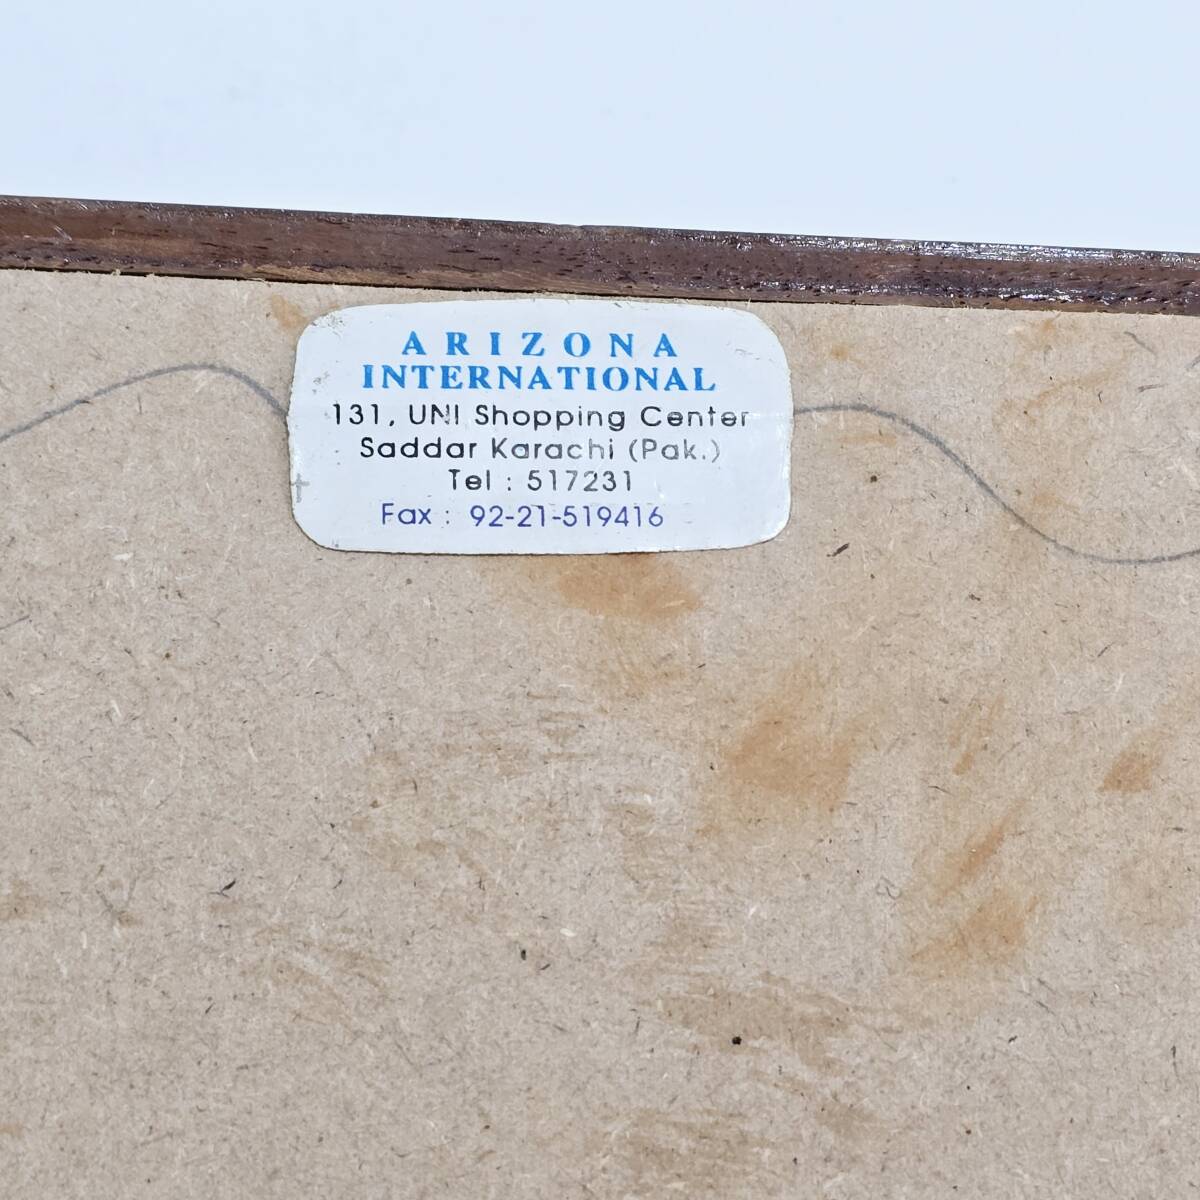 ARIZONA
INTERNATIONAL
131, UNI Shopping Center
Saddar Karachi (Pak.)
Tel : 517231
Fax : 92-21-519416